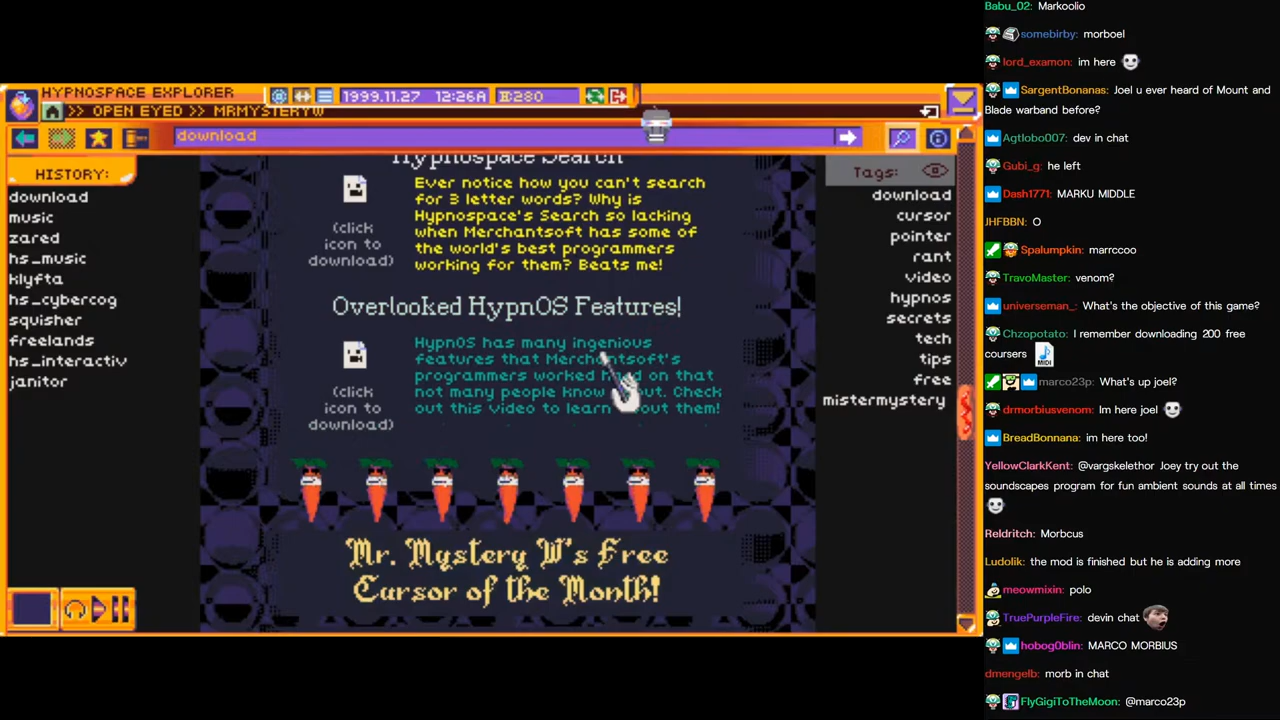 HYPNOSPACE EXPLORER
1999.11.27 12:26A
280
>> OPEN EYED >> MRMYSTERYW
download
HISTORY:
download
music
zared
hs_music
klyfta
hs_cybercog
squisher
freelands
hs_interactiv
janitor
Hypnospace Search
(click
icon to
download)
Ever notice how you can't search
for 3 letter words? Why is
Hypnospace's Search so lacking
when Merchantsoft has some of
the world's best programmers
working for them? Beats me!
Overlooked HypnOS Features!
(click
icon to
download)
HypnOS has many ingenious
features that Merchantsoft's
programmers worked hard on that
not many people know about. Check
out this video to learn about them!
Mr. Mystery W's Free
Cursor of the Month!
Tags:
download
cursor
pointer
rant
video
hypnos
secrets
tech
tips
free
mistermystery
Babu_02: Markoolio
somebirby: morboel
lord_examon: im here
SargentBonanas: Joel u ever heard of Mount and
Blade warband before?
Agtlobo007: dev in chat
Gubi_g: he left
Dash1771: MARKU MIDDLE
JHFBBN: O
Spalumpkin: marrccoo
TravoMaster: venom?
universeman_: What's the objective of this game?
Chzopotato: I remember downloading 200 free
coursers
MIDI
marco23p: What's up joel?
drmorbiusvenom: Im here joel
BreadBonnana: im here too!
YellowClarkKent: @vargskelethor Joey try out the
soundscapes program for fun ambient sounds at all times
Reldritch: Morbcus
Ludolik: the mod is finished but he is adding more
meowmixin: polo
TruePurpleFire: devin chat
hobog0blin: MARCO MORBIUS
dmengelb: morb in chat
FlyGigiToTheMoon: @marco23p